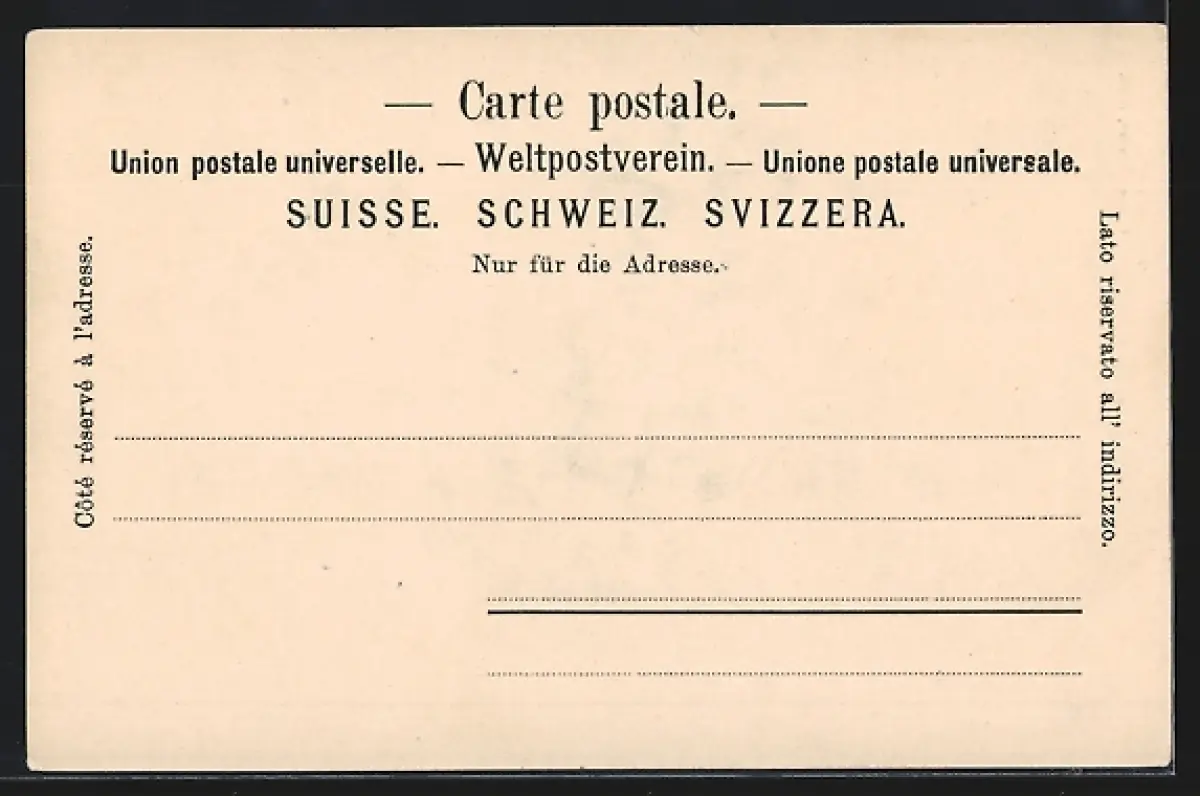 — Carte postale. —
Union postale universelle. — Weltpostverein. — Unione postale universale.
SUISSE. SCHWEIZ. SVIZZERA.
Nur für die Adresse.
Côté réservé à l'adresse.
Lato riservato all' indirizzo.